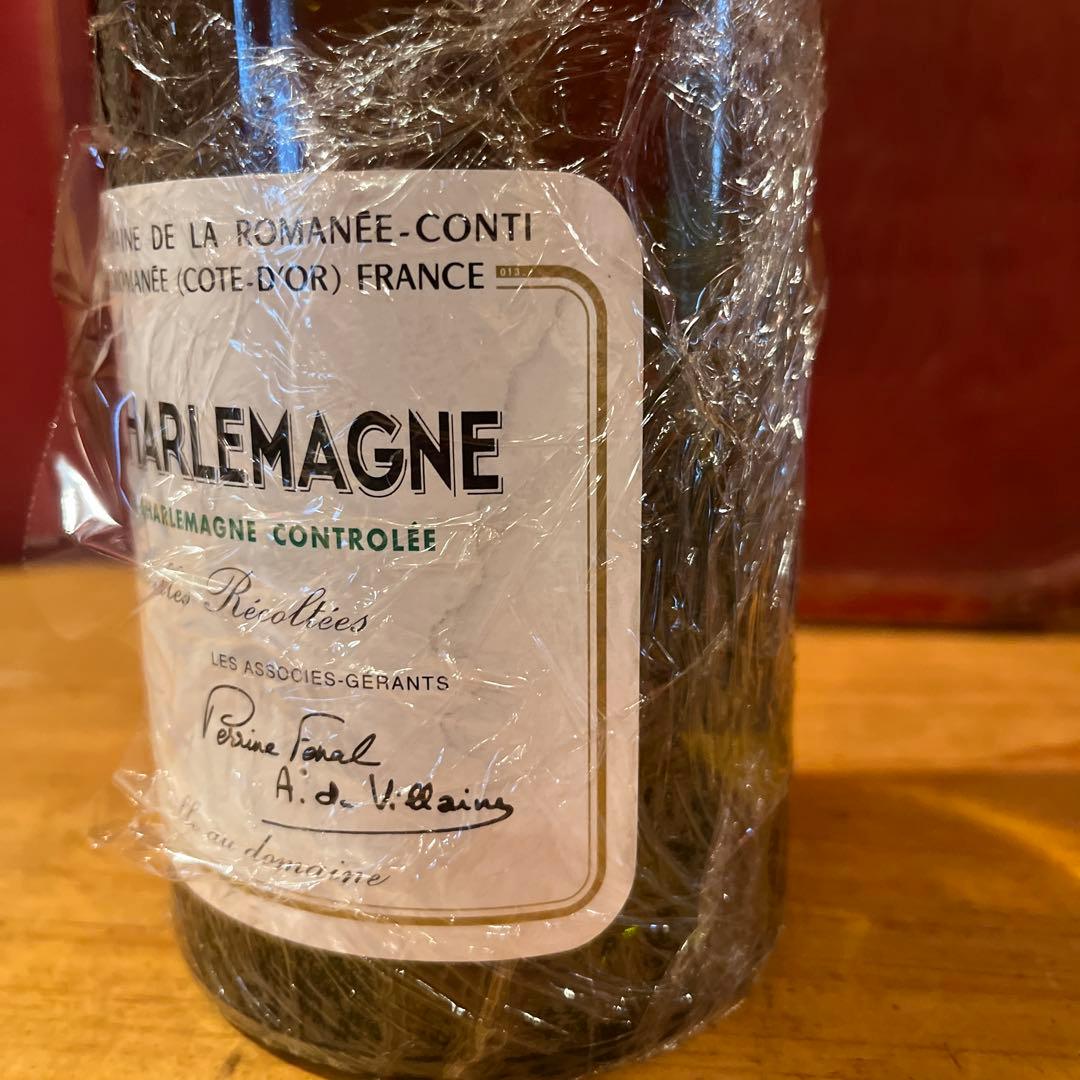 DE LA ROMANÉE-CONTI
(COTE-D'OR) FRANCE
013
HARLEMAGNE
CHARLEMAGNE CONTROLÉE
Récoltées
LES ASSOCIES-GERANTS
Perrine Fenal
A. de Villaine
au domaine